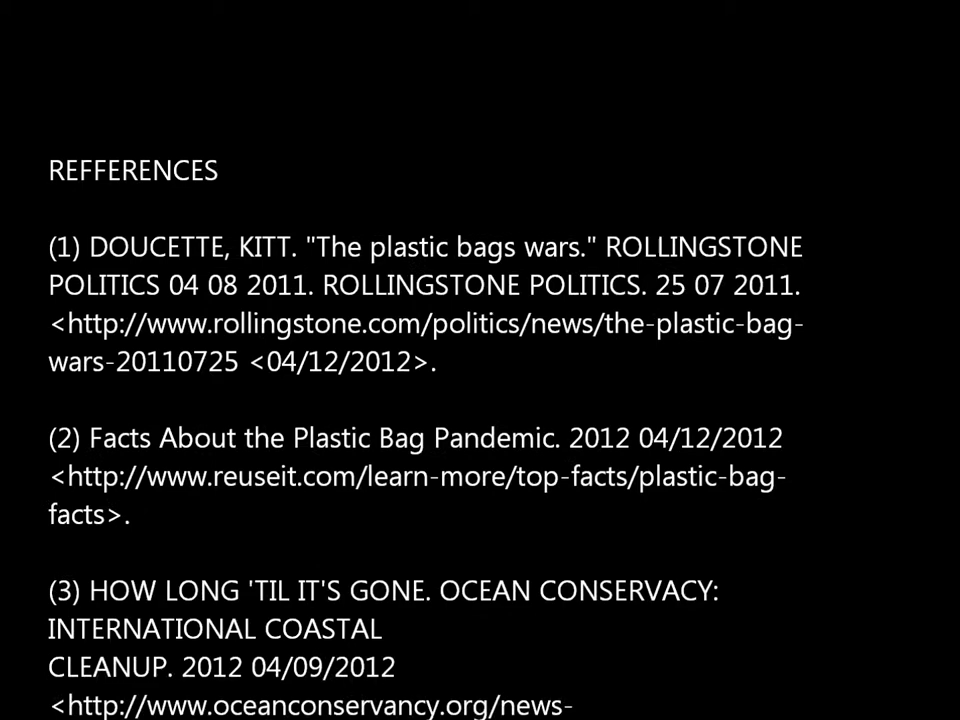 REFFERENCES
(1) DOUCETTE, KITT. "The plastic bags wars." ROLLINGSTONE
POLITICS 04 08 2011. ROLLINGSTONE POLITICS. 25 07 2011.
<http://www.rollingstone.com/politics/news/the-plastic-bag-
wars-20110725 <04/12/2012>.
(2) Facts About the Plastic Bag Pandemic. 2012 04/12/2012
<http://www.reuseit.com/learn-more/top-facts/plastic-bag-
facts>.
(3) HOW LONG 'TIL IT'S GONE. OCEAN CONSERVACY:
INTERNATIONAL COASTAL
CLEANUP. 2012 04/09/2012
<http://www.oceanconservancy.org/news-